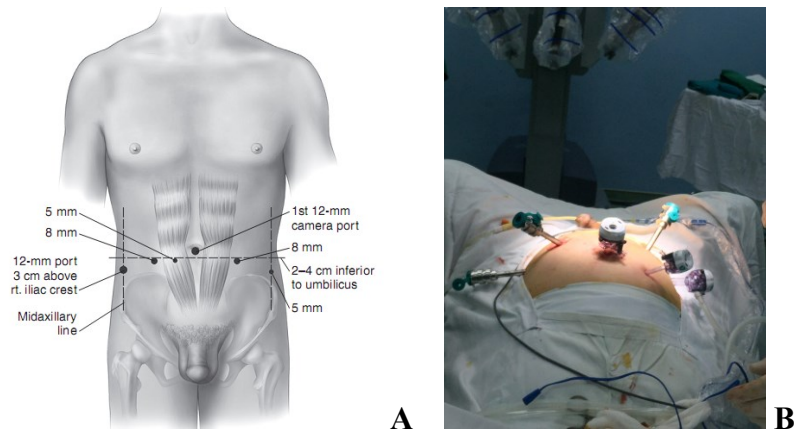 5 mm
8 mm
12-mm port
3 cm above
rt. iliac crest
Midaxillary
line
1st 12-mm
camera port
8 mm
2–4 cm inferior
to umbilicus
5 mm
A
B